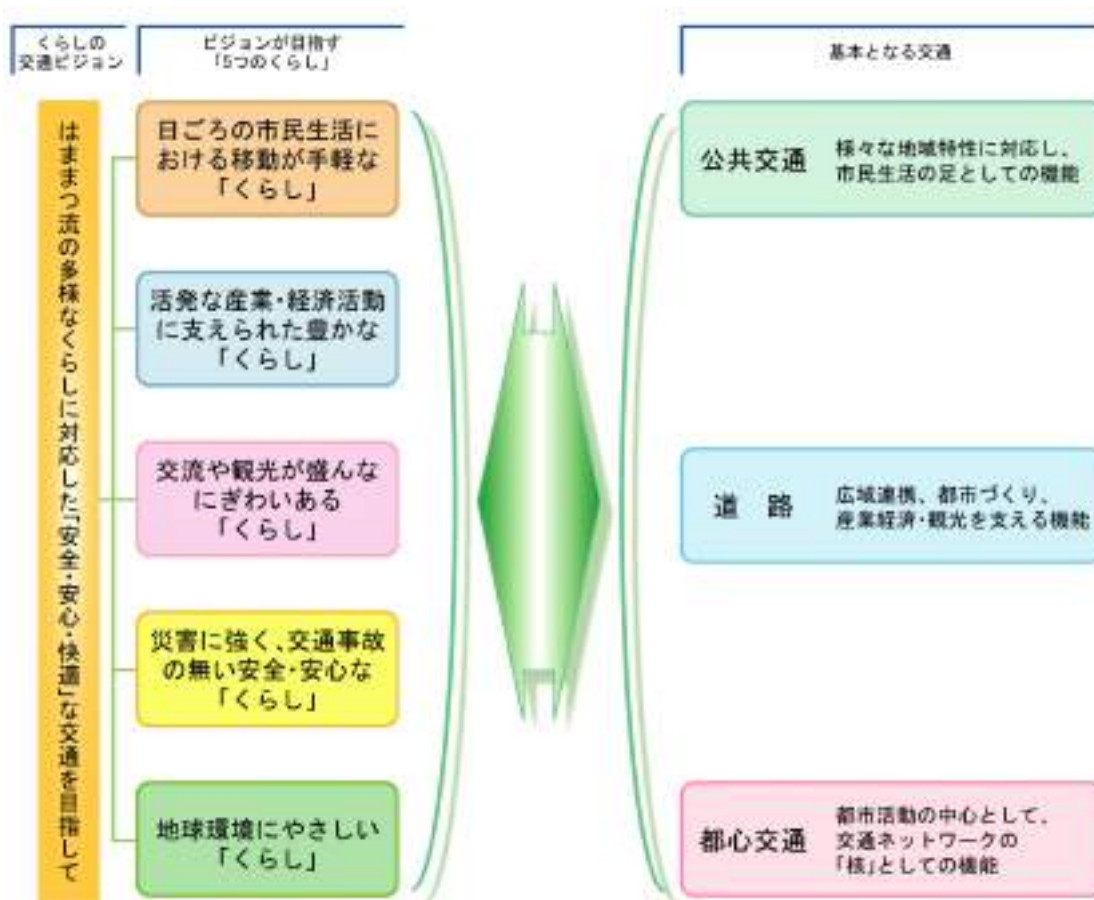 くらしの
交通ビジョン
ビジョンが目指す
「5つのくらし」
基本となる交通
はままつ流の多様なくらしに対応した「安全・安心・快適」な交通を目指して
日ごろの市民生活に
おける移動が手軽な
「くらし」
活発な産業・経済活動
に支えられた豊かな
「くらし」
交流や観光が盛んな
にぎわいある
「くらし」
災害に強く、交通事故
の無い安全・安心な
「くらし」
地球環境にやさしい
「くらし」
公共交通
様々な地域特性に対応し、
市民生活の足としての機能
道　路
広域連携、都市づくり、
産業経済・観光を支える機能
都心交通
都市活動の中心として、
交通ネットワークの
「核」としての機能